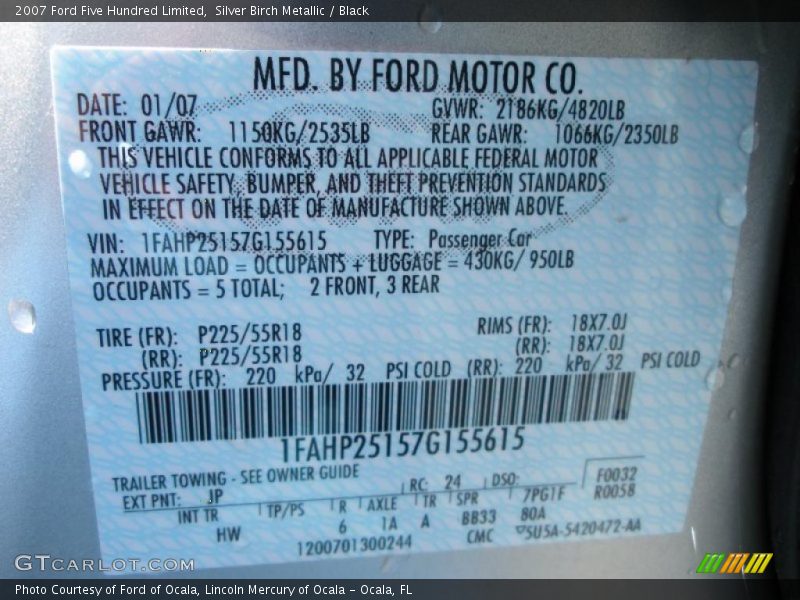 2007 Ford Five Hundred Limited, Silver Birch Metallic / Black
MFD. BY FORD MOTOR CO.
DATE: 01/07 GVWR: 2186KG/4820LB
FRONT GAWR: 1150KG/2535LB REAR GAWR: 1066KG/2350LB
THIS VEHICLE CONFORMS TO ALL APPLICABLE FEDERAL MOTOR
VEHICLE SAFETY, BUMPER, AND THEFT PREVENTION STANDARDS
IN EFFECT ON THE DATE OF MANUFACTURE SHOWN ABOVE.
VIN: 1FAHP25157G155615 TYPE: Passenger Car
MAXIMUM LOAD = OCCUPANTS + LUGGAGE = 430KG/ 950LB
OCCUPANTS = 5 TOTAL; 2 FRONT, 3 REAR
TIRE (FR): P225/55R18 RIMS (FR): 18X7.0J
(RR): P225/55R18 (RR): 18X7.0J
PRESSURE (FR): 220 kPa/ 32 PSI COLD (RR): 220 kPa/ 32 PSI COLD
1FAHP25157G155615
TRAILER TOWING - SEE OWNER GUIDE
EXT PNT: JP RC: 24 DSO: F0032
R0058
INT TR TP/PS R AXLE TR SPR 7PG1F
HW 6 1A A BB33 80A
1200701300244 CMC 5U5A-5420472-AA
GTCARLOT.COM
Photo Courtesy of Ford of Ocala, Lincoln Mercury of Ocala – Ocala, FL